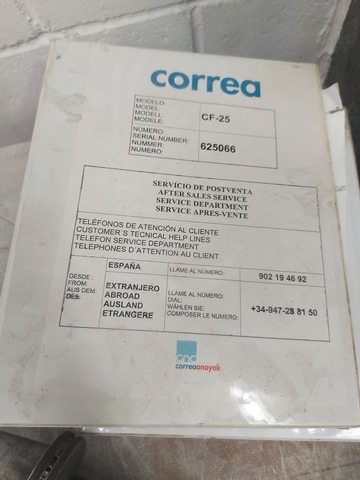 correa
MODELO:
MODEL:
MODELL:
MODELE:
CF-25
NÚMERO:
SERIAL NUMBER:
NUMMER:
NUMERO:
625066
SERVICIO DE POSTVENTA
AFTER SALES SERVICE
SERVICE DEPARTMENT
SERVICE APRES-VENTE
TELÉFONOS DE ATENCIÓN AL CLIENTE
CUSTOMER´S TECNICAL HELP LINES
TELEFON SERVICE DEPARTMENT
TELEPHONES D´ATTENTION AU CLIENT
DESDE :
FROM:
AUS DEM:
DÈS:
ESPAÑA
LLAME AL NÚMERO:
902 19 46 92
EXTRANJERO
ABROAD
AUSLAND
ETRANGERE
LLAME AL NÚMERO:
DIAL:
WÄHLEN SIE:
COMPOSER LE NUMERO:
+34-947-28 81 50
correaanayak